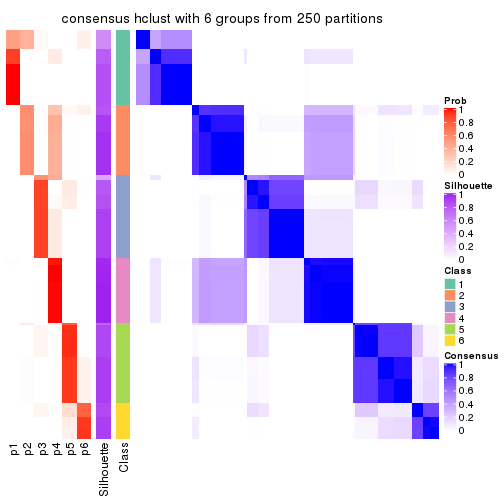 consensus hclust with 6 groups from 250 partitions
Prob
1
0.8
0.6
0.4
0.2
0
Silhouette
1
0.8
0.6
0.4
0.2
0
Class
1
2
3
4
5
6
Consensus
1
0.8
0.6
0.4
0.2
0
p1
p2
p3
p4
p5
p6
Silhouette
Class